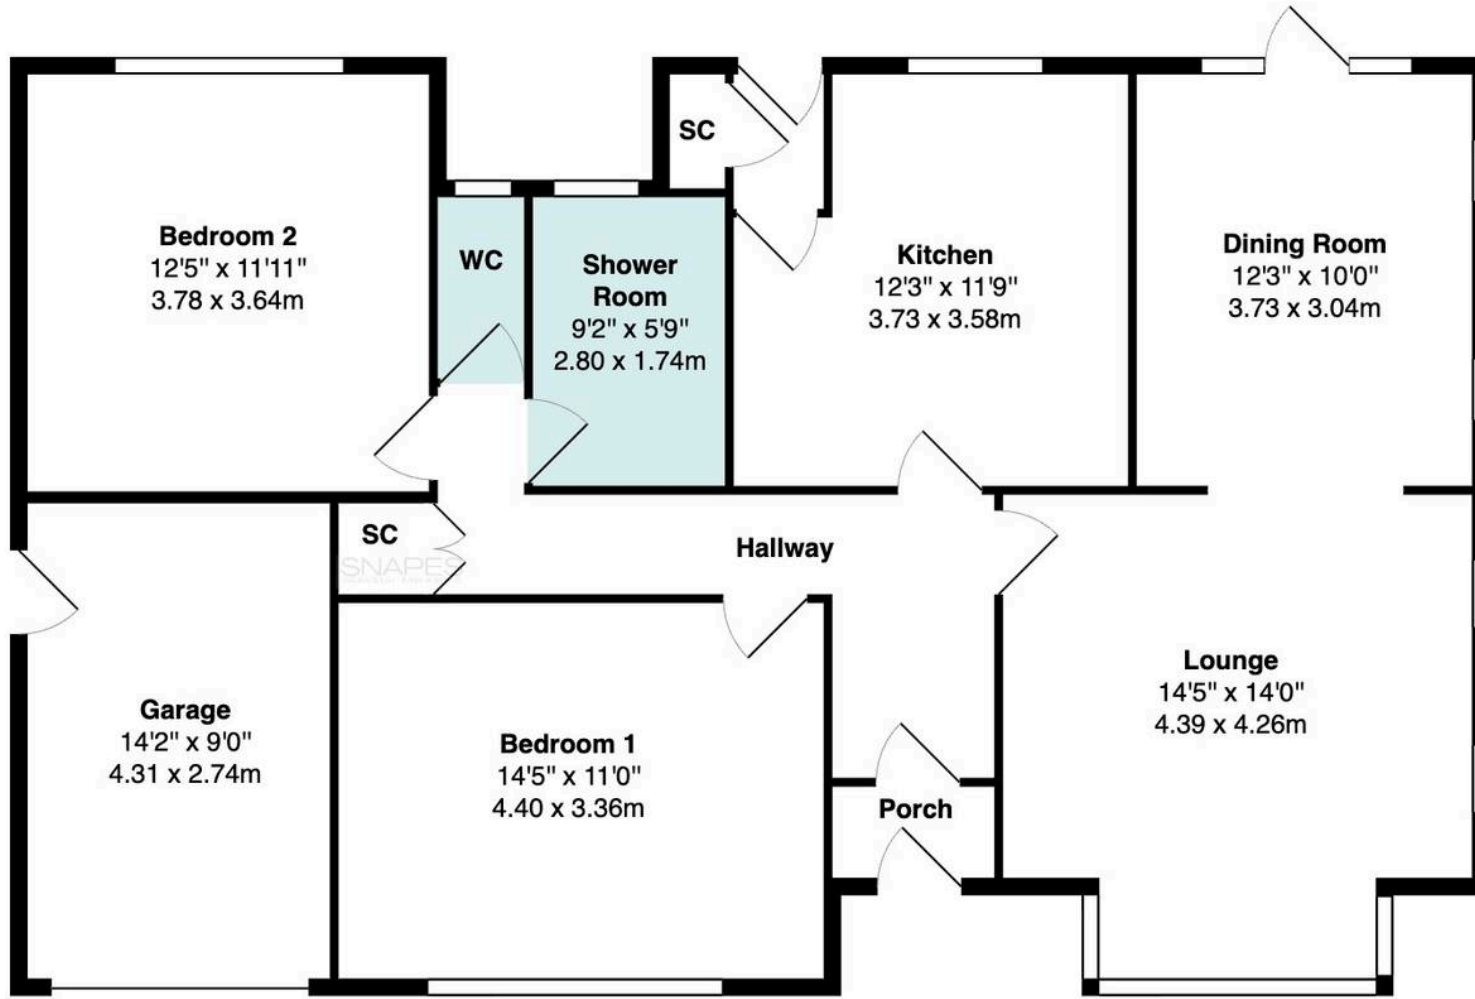 SC
Bedroom 2
12'5" x 11'11"
3.78 x 3.64m
WC
Shower
Room
9'2" x 5'9"
2.80 x 1.74m
Kitchen
12'3" x 11'9"
3.73 x 3.58m
Dining Room
12'3" x 10'0"
3.73 x 3.04m
SC
SNAPES
Hallway
Garage
14'2" x 9'0"
4.31 x 2.74m
Bedroom 1
14'5" x 11'0"
4.40 x 3.36m
Porch
Lounge
14'5" x 14'0"
4.39 x 4.26m